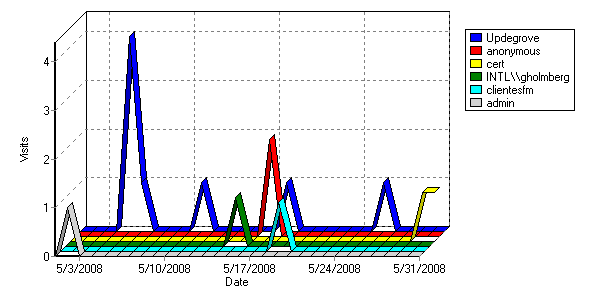 4
3
2
1
0
Visits
5/3/2008 5/10/2008 5/17/2008 5/24/2008 5/31/2008
Date
Updegrove
anonymous
cert
INTL\\gholmberg
clientesfm
admin